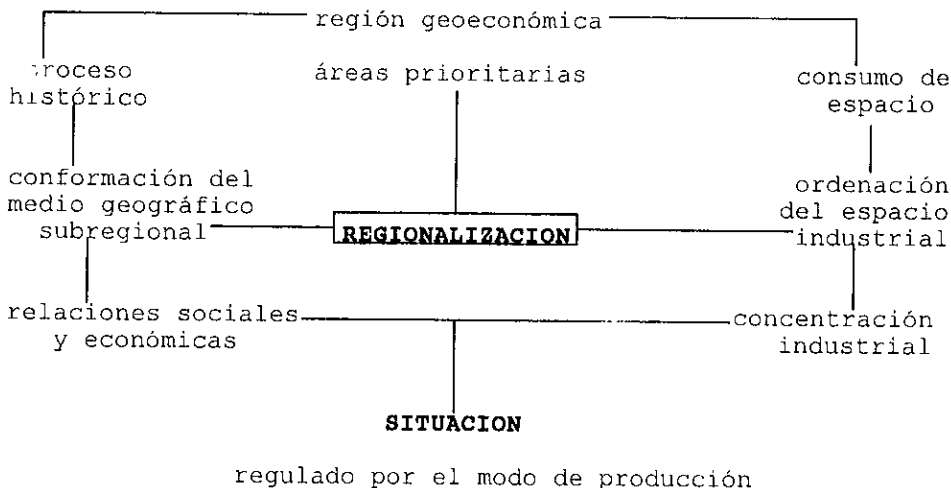 región geoeconómica
proceso
histórico
áreas prioritarias
consumo de
espacio
conformación del
medio geográfico
subregional
REGIONALIZACION
ordenación
del espacio
industrial
relaciones sociales
y económicas
concentración
industrial
SITUACION
regulado por el modo de producción